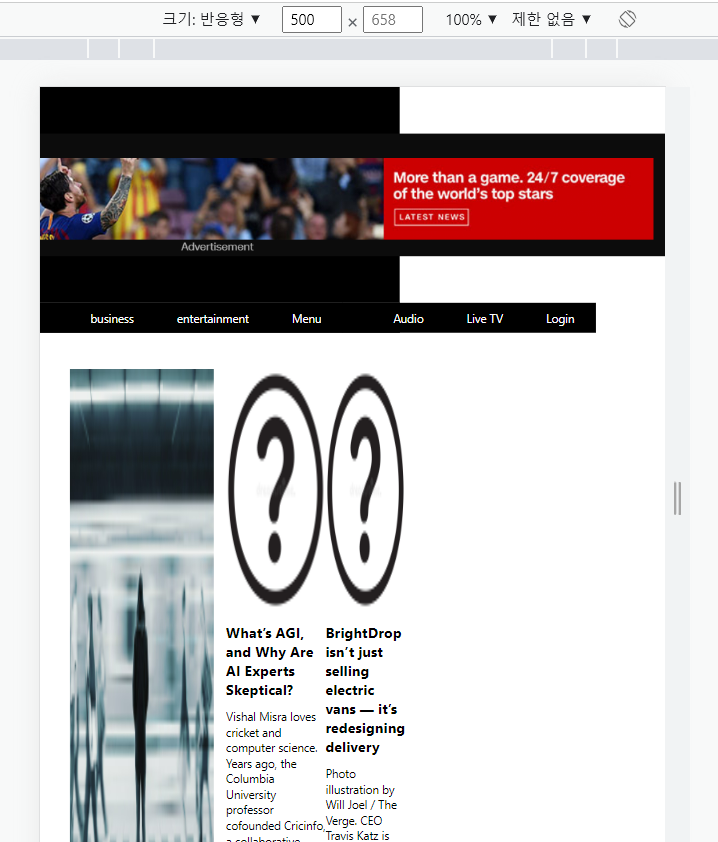 크기: 반응형 ▼ 500 × 658 100% ▼ 제한 없음 ▼
More than a game. 24/7 coverage
of the world's top stars
LATEST NEWS
Advertisement
business entertainment Menu Audio Live TV Login
?
?
What's AGI,
and Why Are
AI Experts
Skeptical?
Vishal Misra loves
cricket and
computer science.
Years ago, the
Columbia
University
professor
cofounded Cricinfo,
a collaborative
BrightDrop
isn't just
selling
electric
vans — it's
redesigning
delivery
Photo
illustration by
Will Joel / The
Verge. CEO
Travis Katz is